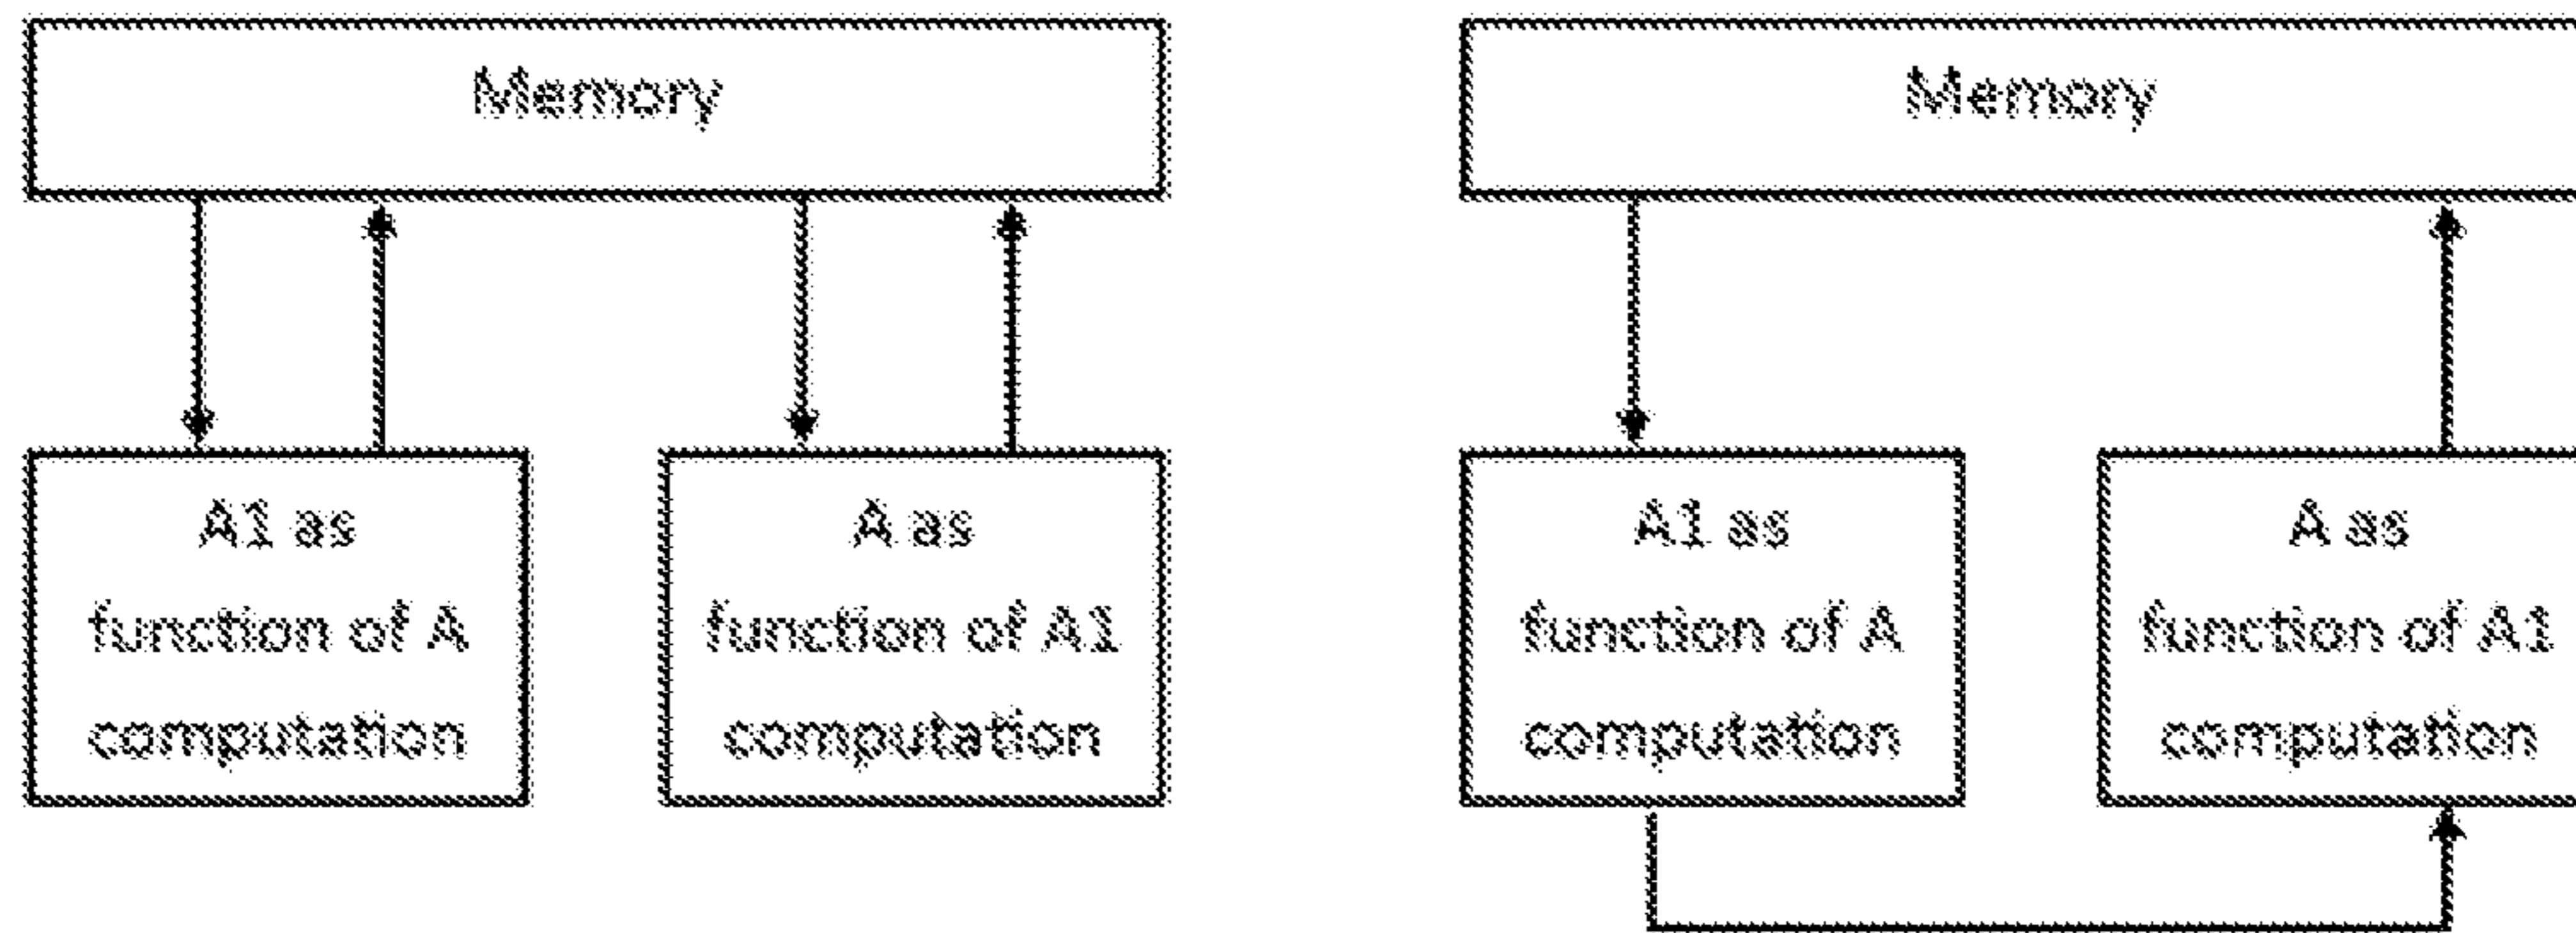 Memory
A1 as
function of A
computation
A as
function of A1
computation
Memory
A1 as
function of A
computation
A as
function of A1
computation